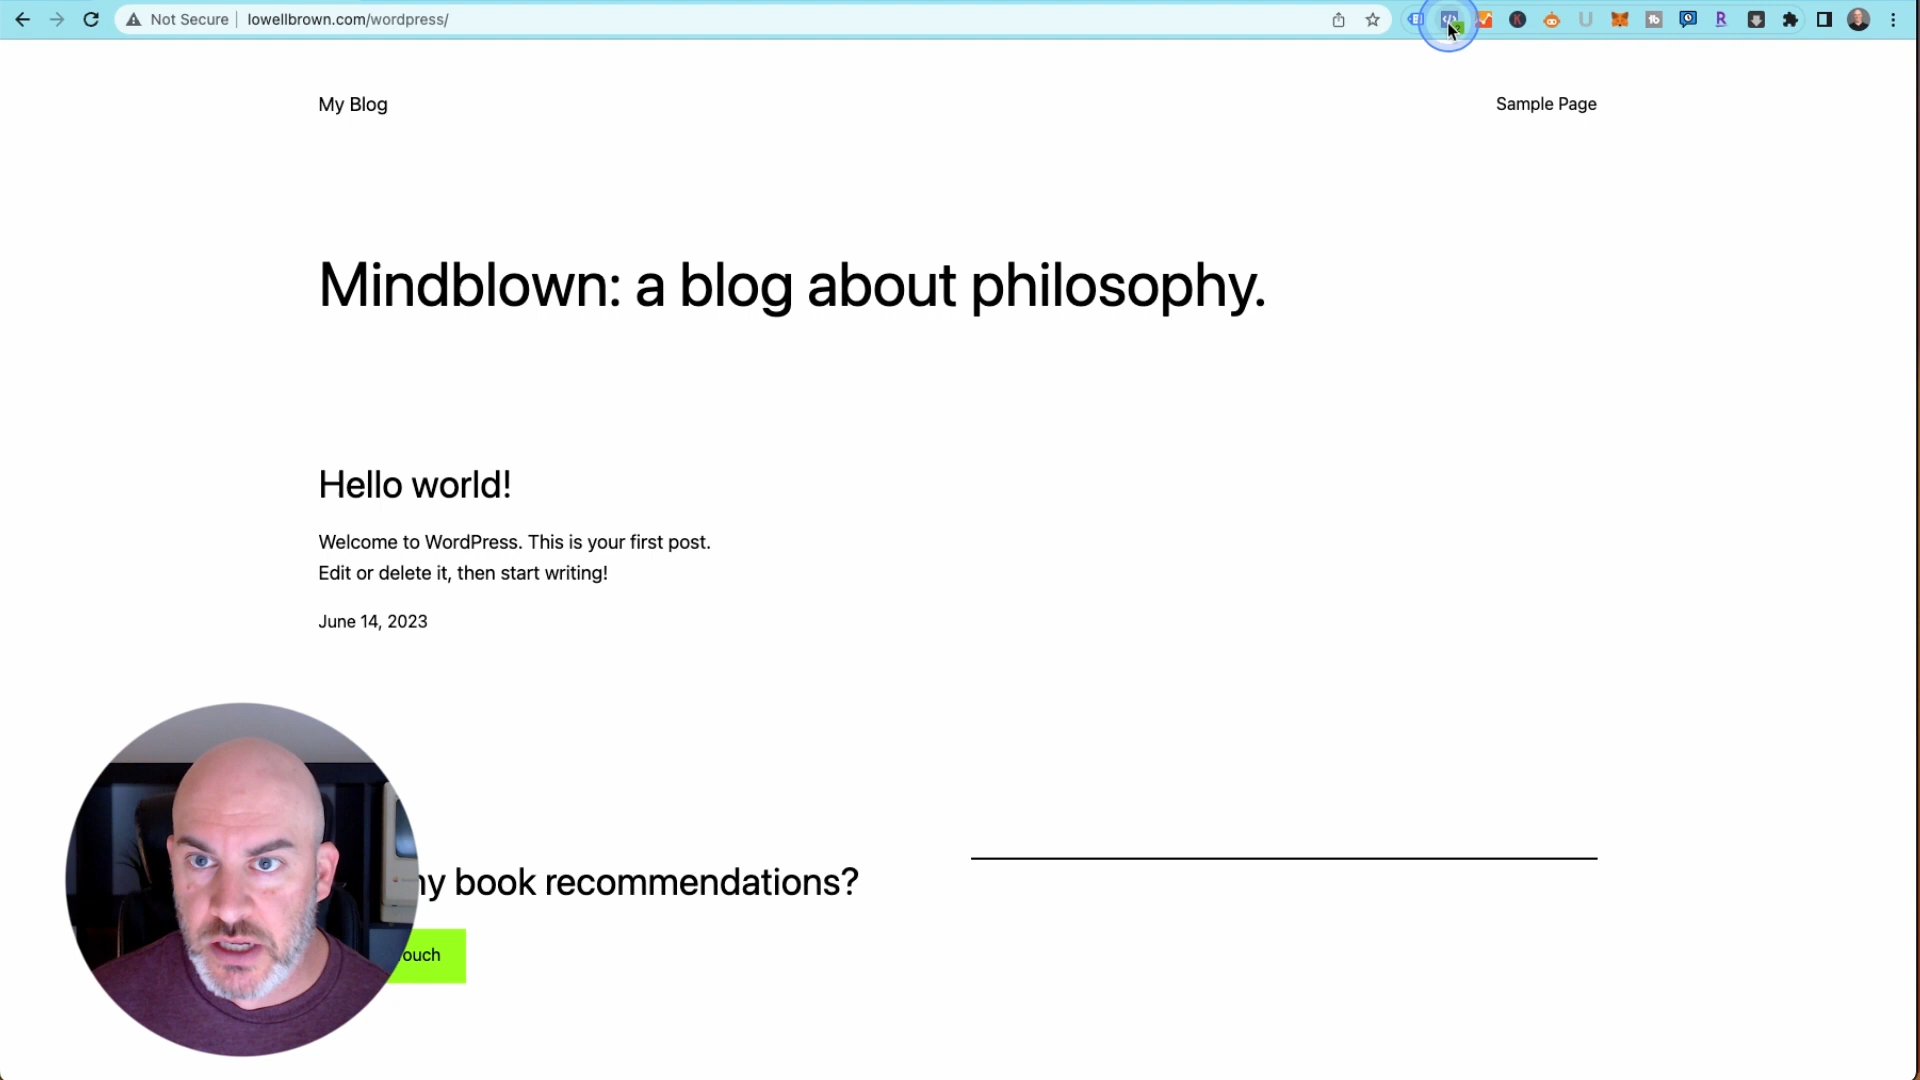 Not Secure
lowellbrown.com/wordpress/
My Blog
Sample Page
Mindblown: a blog about philosophy.
Hello world!
Welcome to WordPress. This is your first post.
Edit or delete it, then start writing!
June 14, 2023
book recommendations?